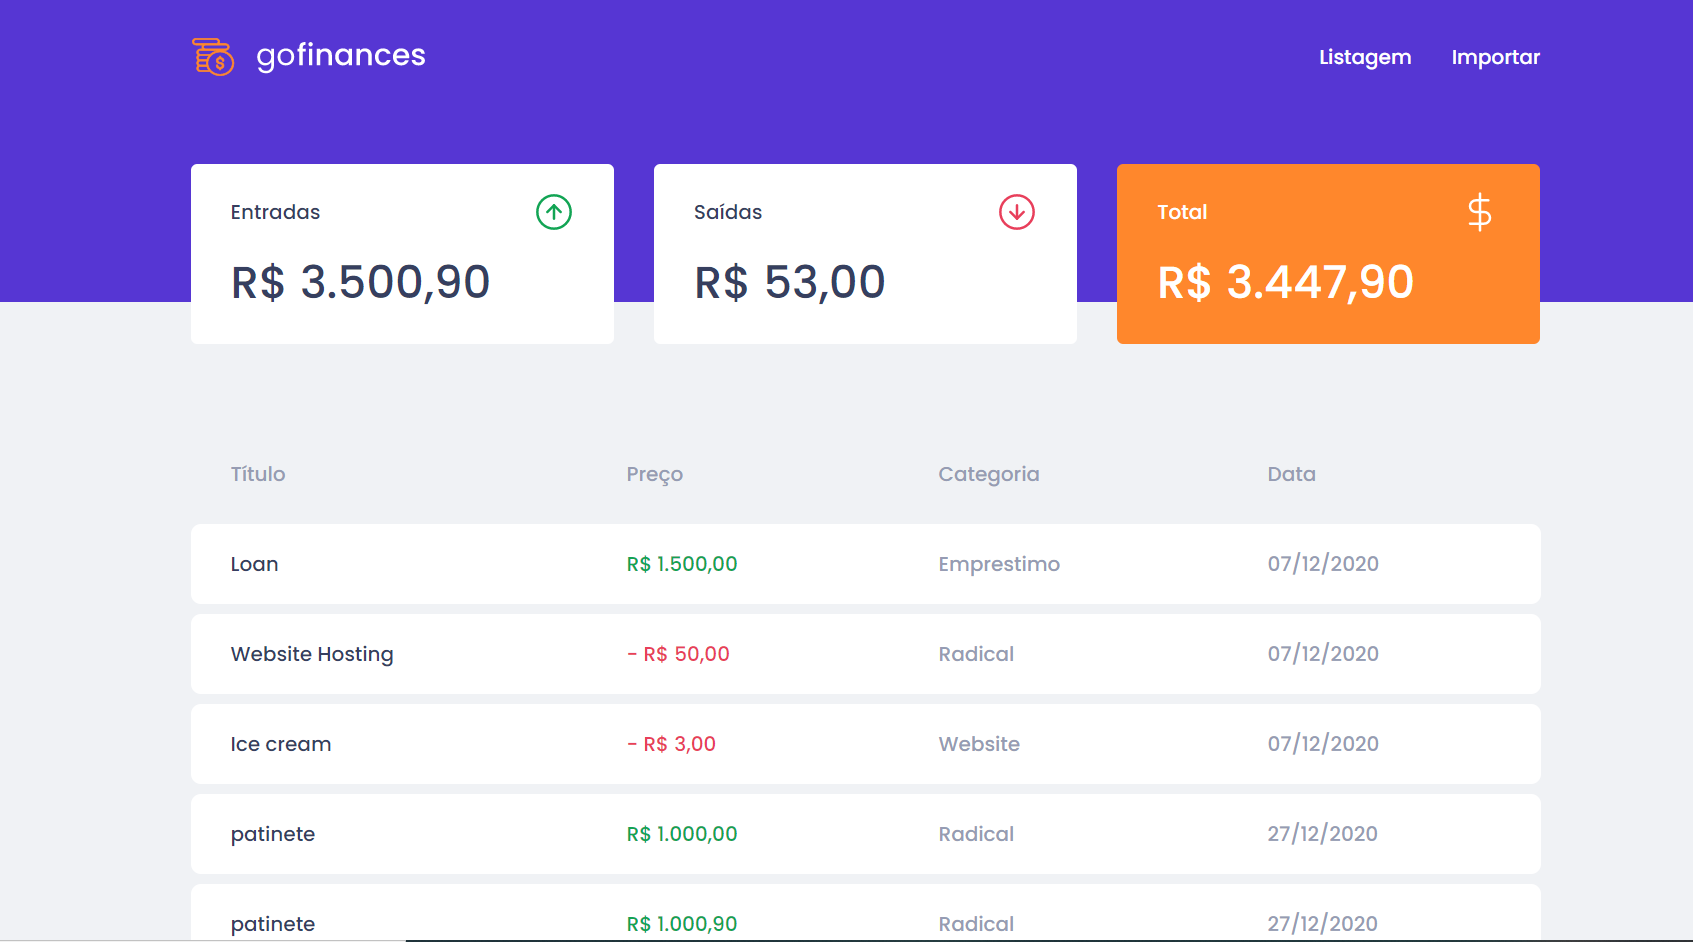 gofinances Listagem Importar
Entradas Saídas Total $
R$ 3.500,90 R$ 53,00 R$ 3.447,90
Título Preço Categoria Data
Loan R$ 1.500,00 Emprestimo 07/12/2020
Website Hosting - R$ 50,00 Radical 07/12/2020
Ice cream - R$ 3,00 Website 07/12/2020
patinete R$ 1.000,00 Radical 27/12/2020
patinete R$ 1.000,90 Radical 27/12/2020